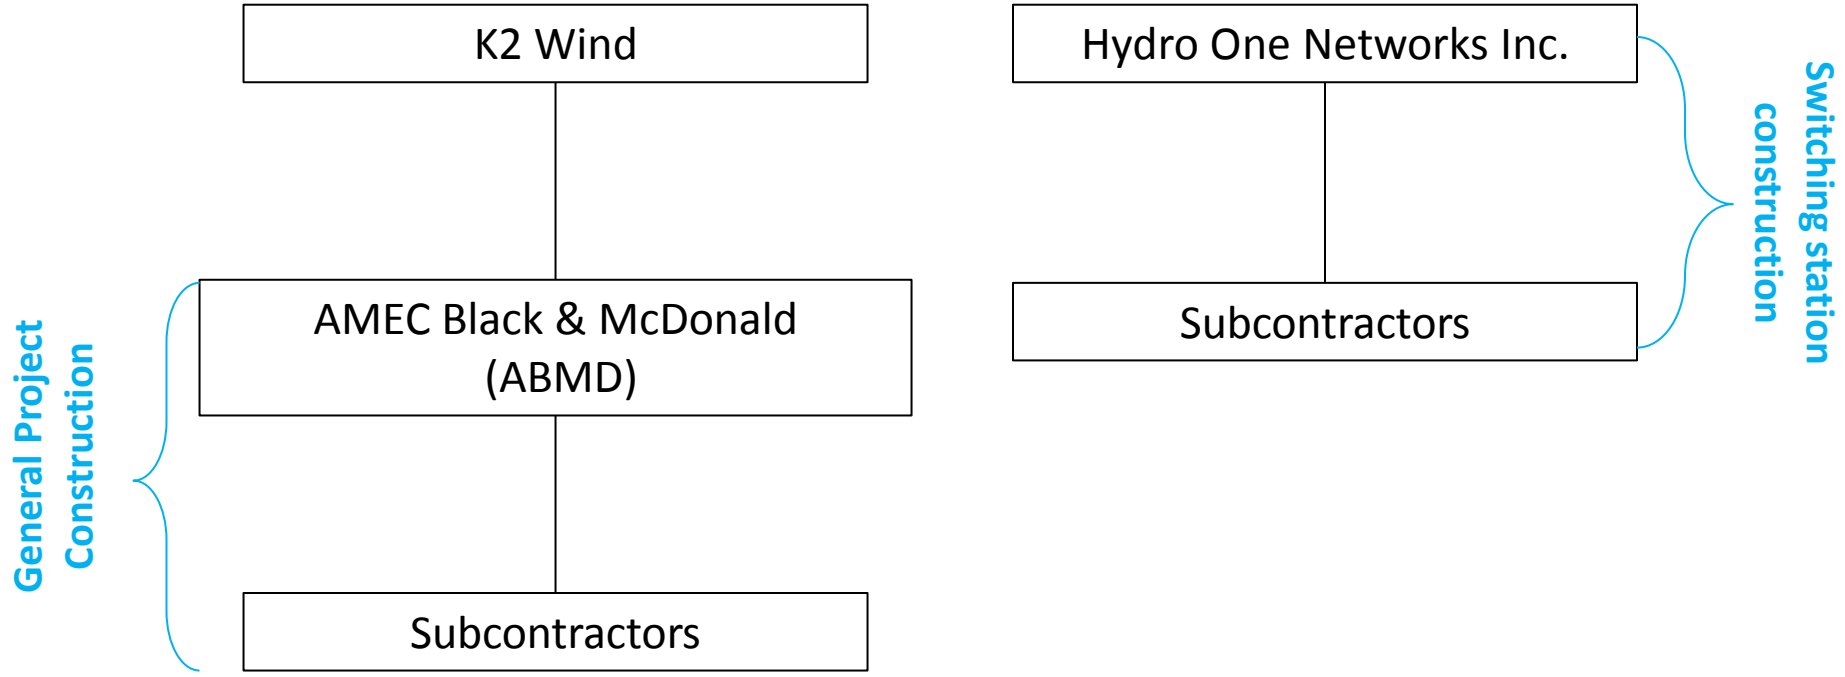 K2 Wind
Hydro One Networks Inc.
Switching station
construction
AMEC Black & McDonald
(ABMD)
Subcontractors
General Project
Construction
Subcontractors